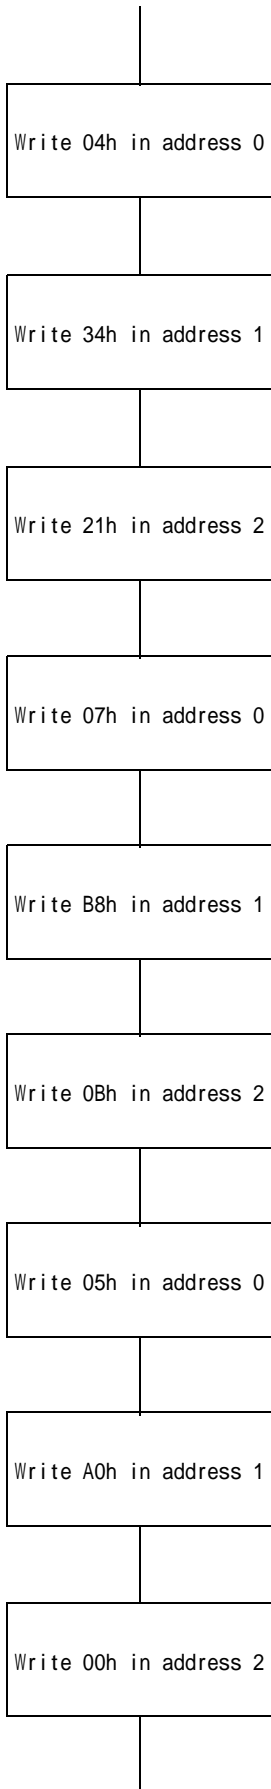 Write 04h in address 0
Write 34h in address 1
Write 21h in address 2
Write 07h in address 0
Write B8h in address 1
Write 0Bh in address 2
Write 05h in address 0
Write A0h in address 1
Write 00h in address 2